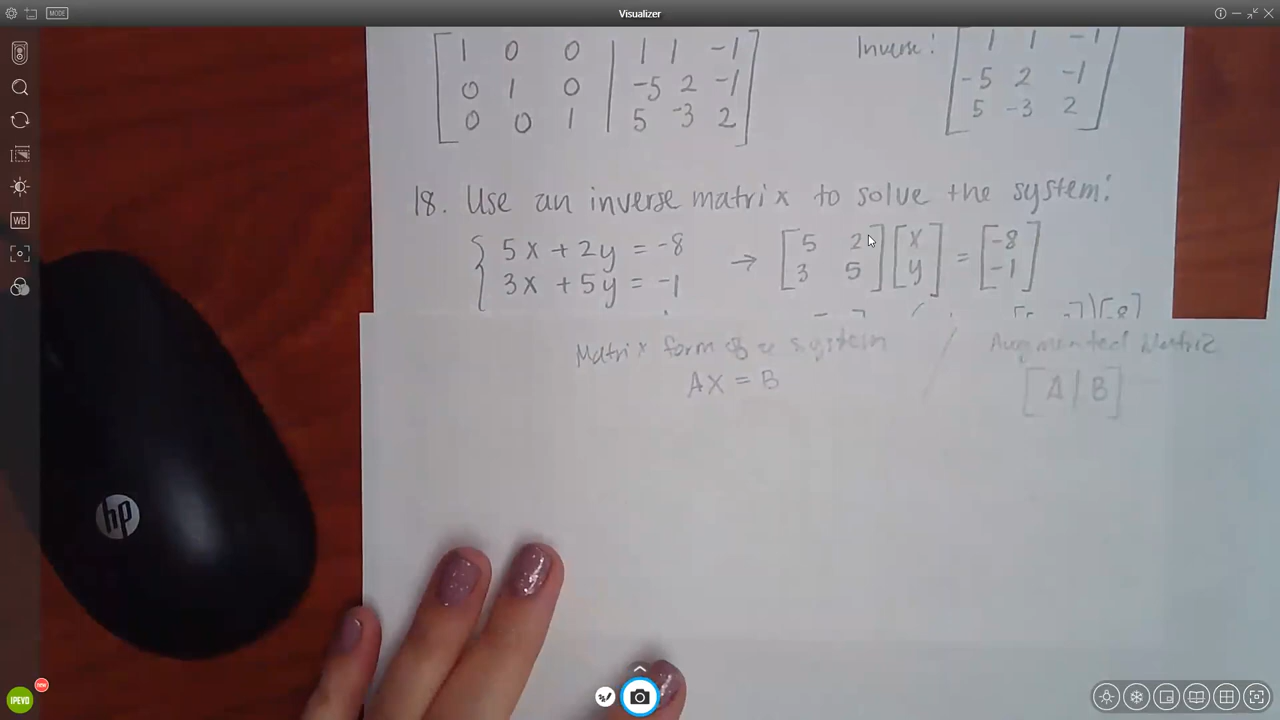 Visualizer
MODE
[1 0 0 | 1 1 -1]
[0 1 0 | -5 2 -1]
[0 0 1 | 5 -3 2]
Inverse:
[1 1 -1]
[-5 2 -1]
[5 -3 2]
18. Use an inverse matrix to solve the system:
{ 5x + 2y = -8
3x + 5y = -1
→ [5 2] [x] = [-8]
[3 5] [y] [-1]
Matrix form of a system / Augmented Matrix
AX = B
[A | B]
WB
hp
IPEVO
new